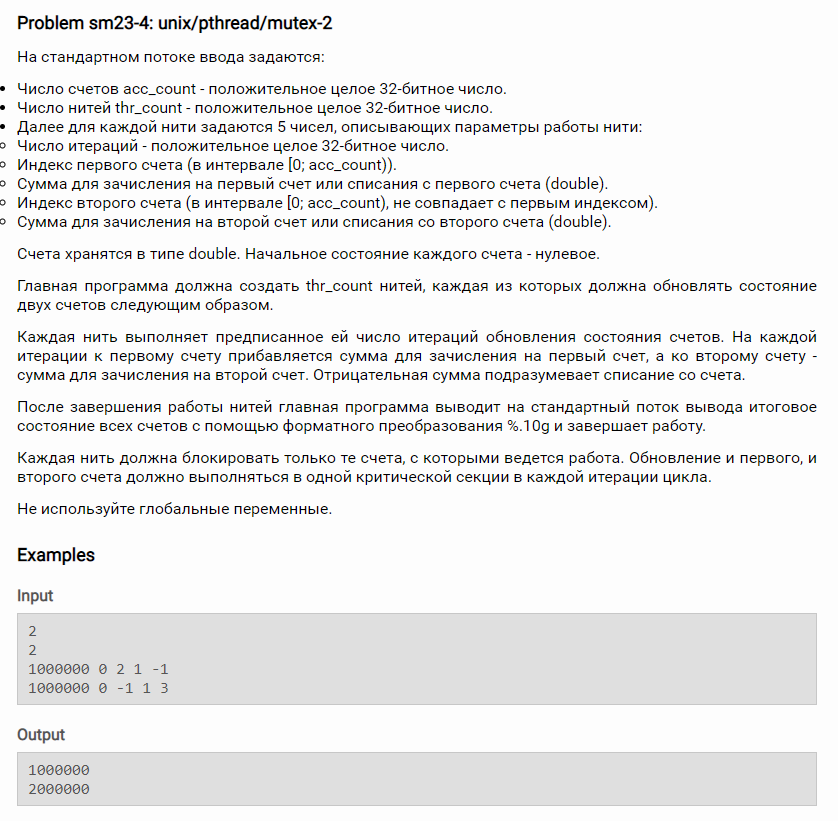 Problem sm23-4: unix/pthread/mutex-2
На стандартном потоке ввода задаются:
Число счетов acc_count - положительное целое 32-битное число.
Число нитей thr_count - положительное целое 32-битное число.
Далее для каждой нити задаются 5 чисел, описывающих параметры работы нити:
Число итераций - положительное целое 32-битное число.
Индекс первого счета (в интервале [0; acc_count)).
Сумма для зачисления на первый счет или списания с первого счета (double).
Индекс второго счета (в интервале [0; acc_count), не совпадает с первым индексом).
Сумма для зачисления на второй счет или списания со второго счета (double).
Счета хранятся в типе double. Начальное состояние каждого счета - нулевое.
Главная программа должна создать thr_count нитей, каждая из которых должна обновлять состояние
двух счетов следующим образом.
Каждая нить выполняет предписанное ей число итераций обновления состояния счетов. На каждой
итерации к первому счету прибавляется сумма для зачисления на первый счет, а ко второму счету -
сумма для зачисления на второй счет. Отрицательная сумма подразумевает списание со счета.
После завершения работы нитей главная программа выводит на стандартный поток вывода итоговое
состояние всех счетов с помощью форматного преобразования %.10g и завершает работу.
Каждая нить должна блокировать только те счета, с которыми ведется работа. Обновление и первого, и
второго счета должно выполняться в одной критической секции в каждой итерации цикла.
Не используйте глобальные переменные.
Examples
Input
2
2
1000000 0 2 1 -1
1000000 0 -1 1 3
Output
1000000
2000000